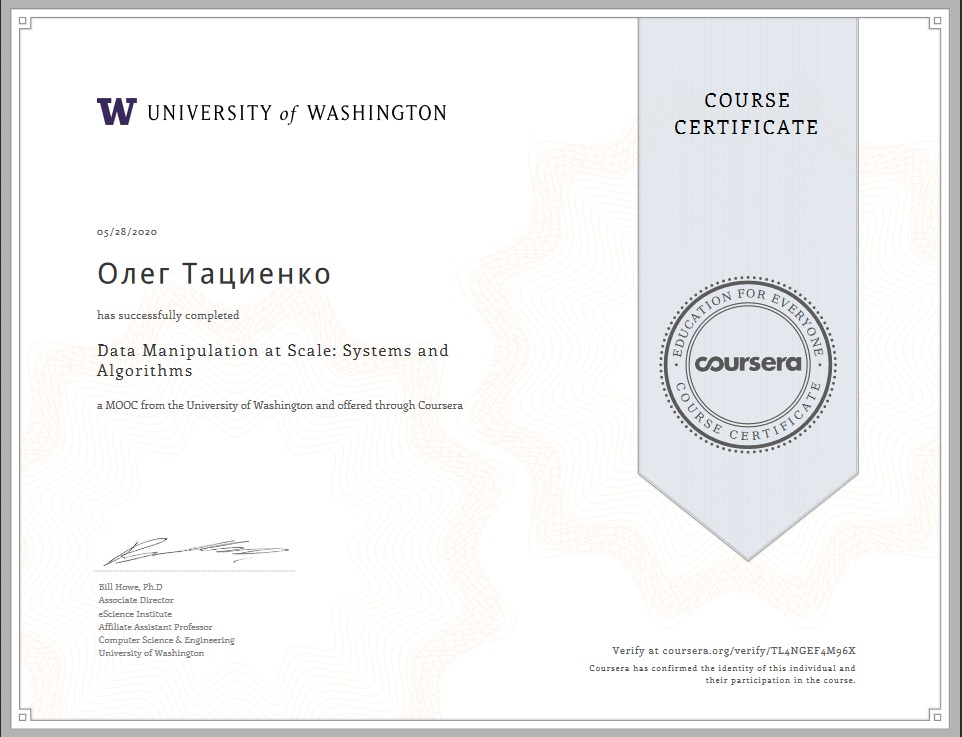 W UNIVERSITY of WASHINGTON
COURSE
CERTIFICATE
05/28/2020
Олег Тациенко
has successfully completed
Data Manipulation at Scale: Systems and
Algorithms
a MOOC from the University of Washington and offered through Coursera
EDUCATION FOR EVERYONE
coursera
COURSE CERTIFICATE
Bill Howe, Ph.D
Associate Director
eScience Institute
Affiliate Assistant Professor
Computer Science & Engineering
University of Washington
Verify at coursera.org/verify/TL4NGEF4M96X
Coursera has confirmed the identity of this individual and
their participation in the course.